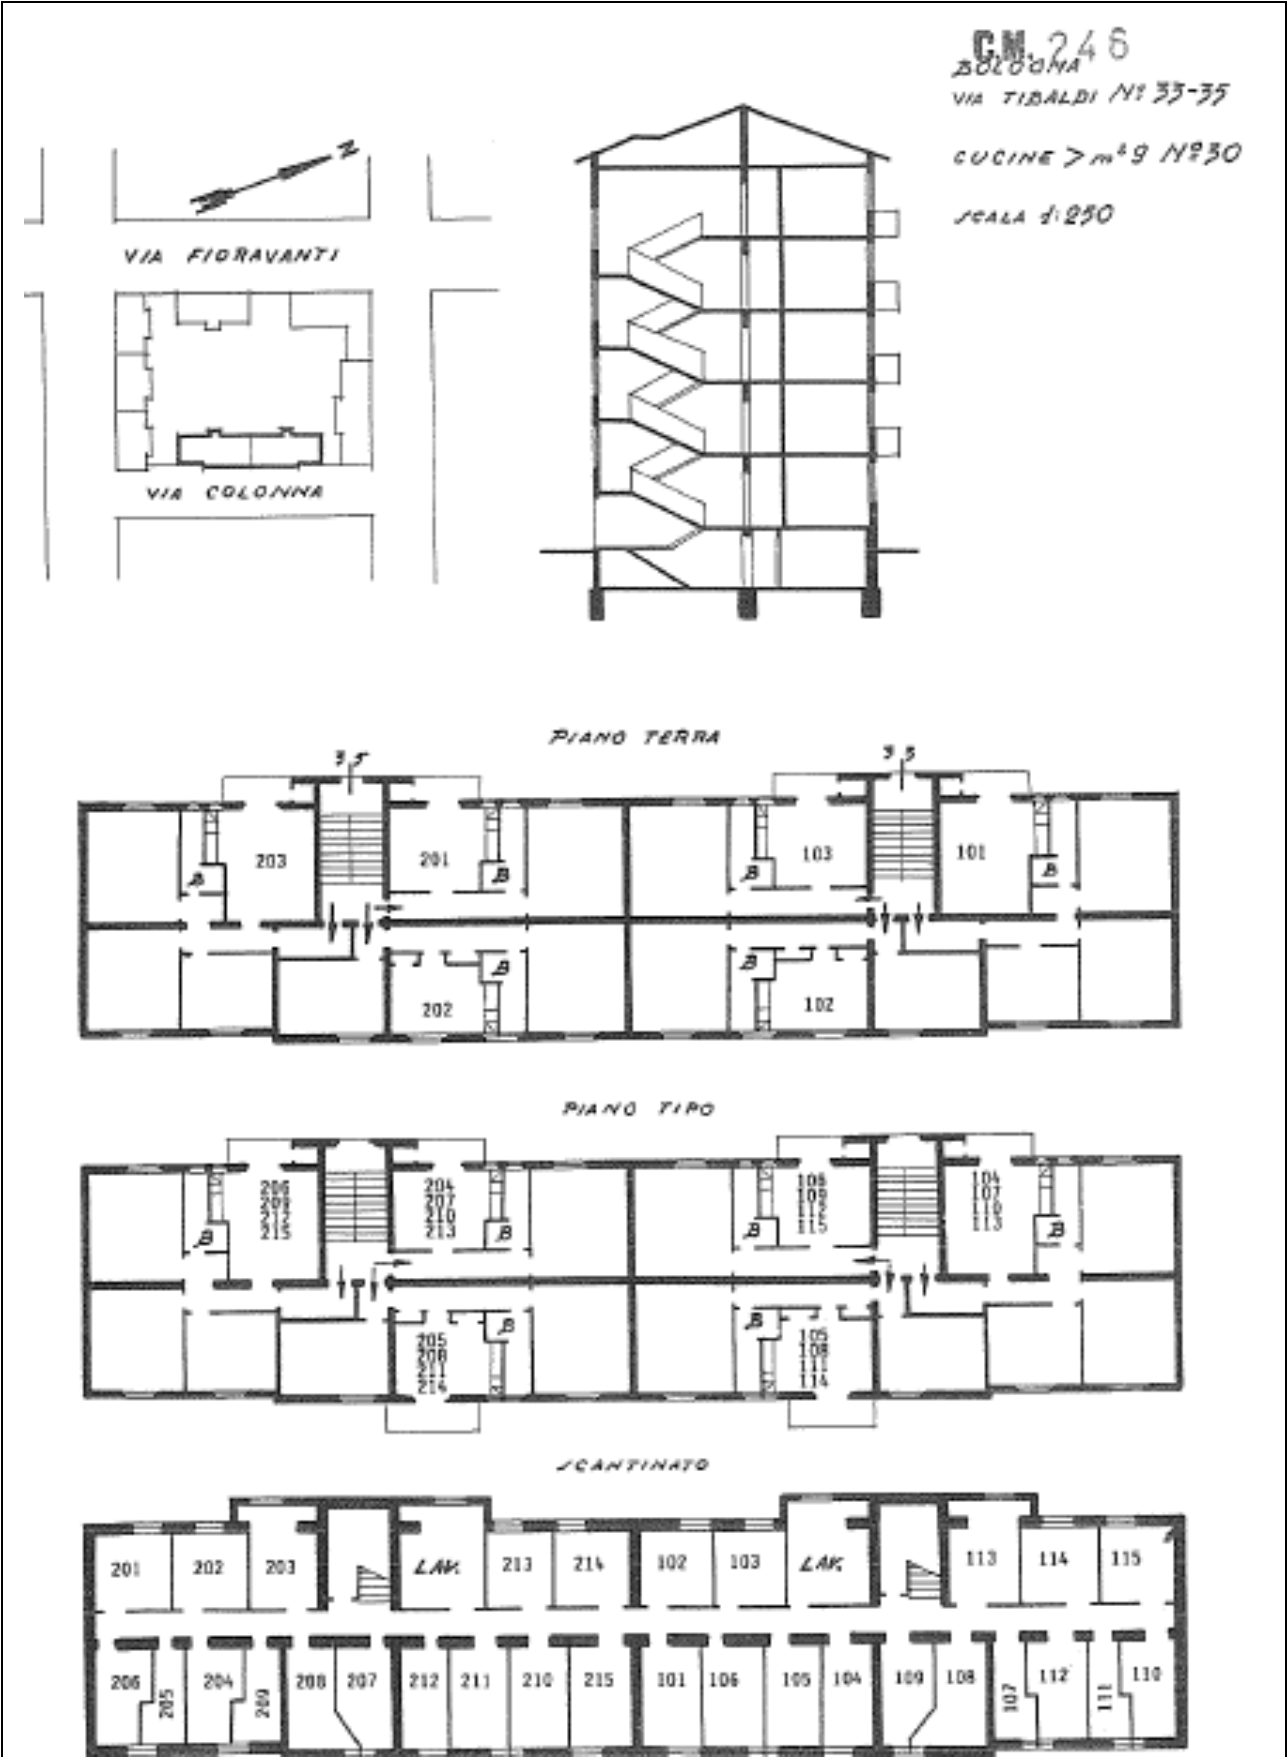 C.M. 246
BOLOGNA
VIA TIBALDI Nº 33-35
CUCINE > m² 9 Nº 30
SCALA 1:250
N
VIA FIORAVANTI
VIA COLONNA
PIANO TERRA
35 33
203 201 103 101
B B B B
B B
202 102
PIANO TIPO
206 204 106 104
209 207 109 107
212 210 112 110
215 213 115 113
B B B B
B B
205 105
208 108
211 111
214 114
SCANTINATO
201 202 203 LAV. 213 214 102 103 LAV. 113 114 115
206 205 204 209 208 207 212 211 210 215 101 106 105 104 109 108 107 112 111 110